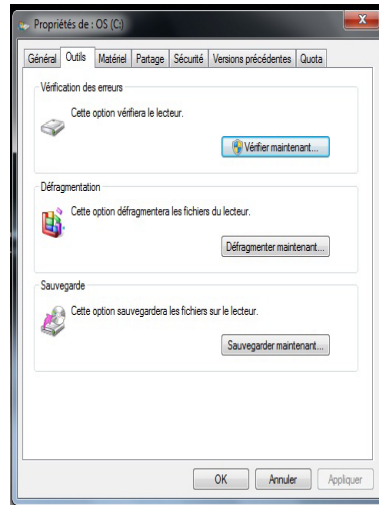 Propriétés de : OS (C:)
Général Outils Matériel Partage Sécurité Versions précédentes Quota
Vérification des erreurs
Cette option vérifiera le lecteur.
Vérifier maintenant...
Défragmentation
Cette option défragmentera les fichiers du lecteur.
Défragmenter maintenant...
Sauvegarde
Cette option sauvegardera les fichiers sur le lecteur.
Sauvegarder maintenant...
OK Annuler Appliquer